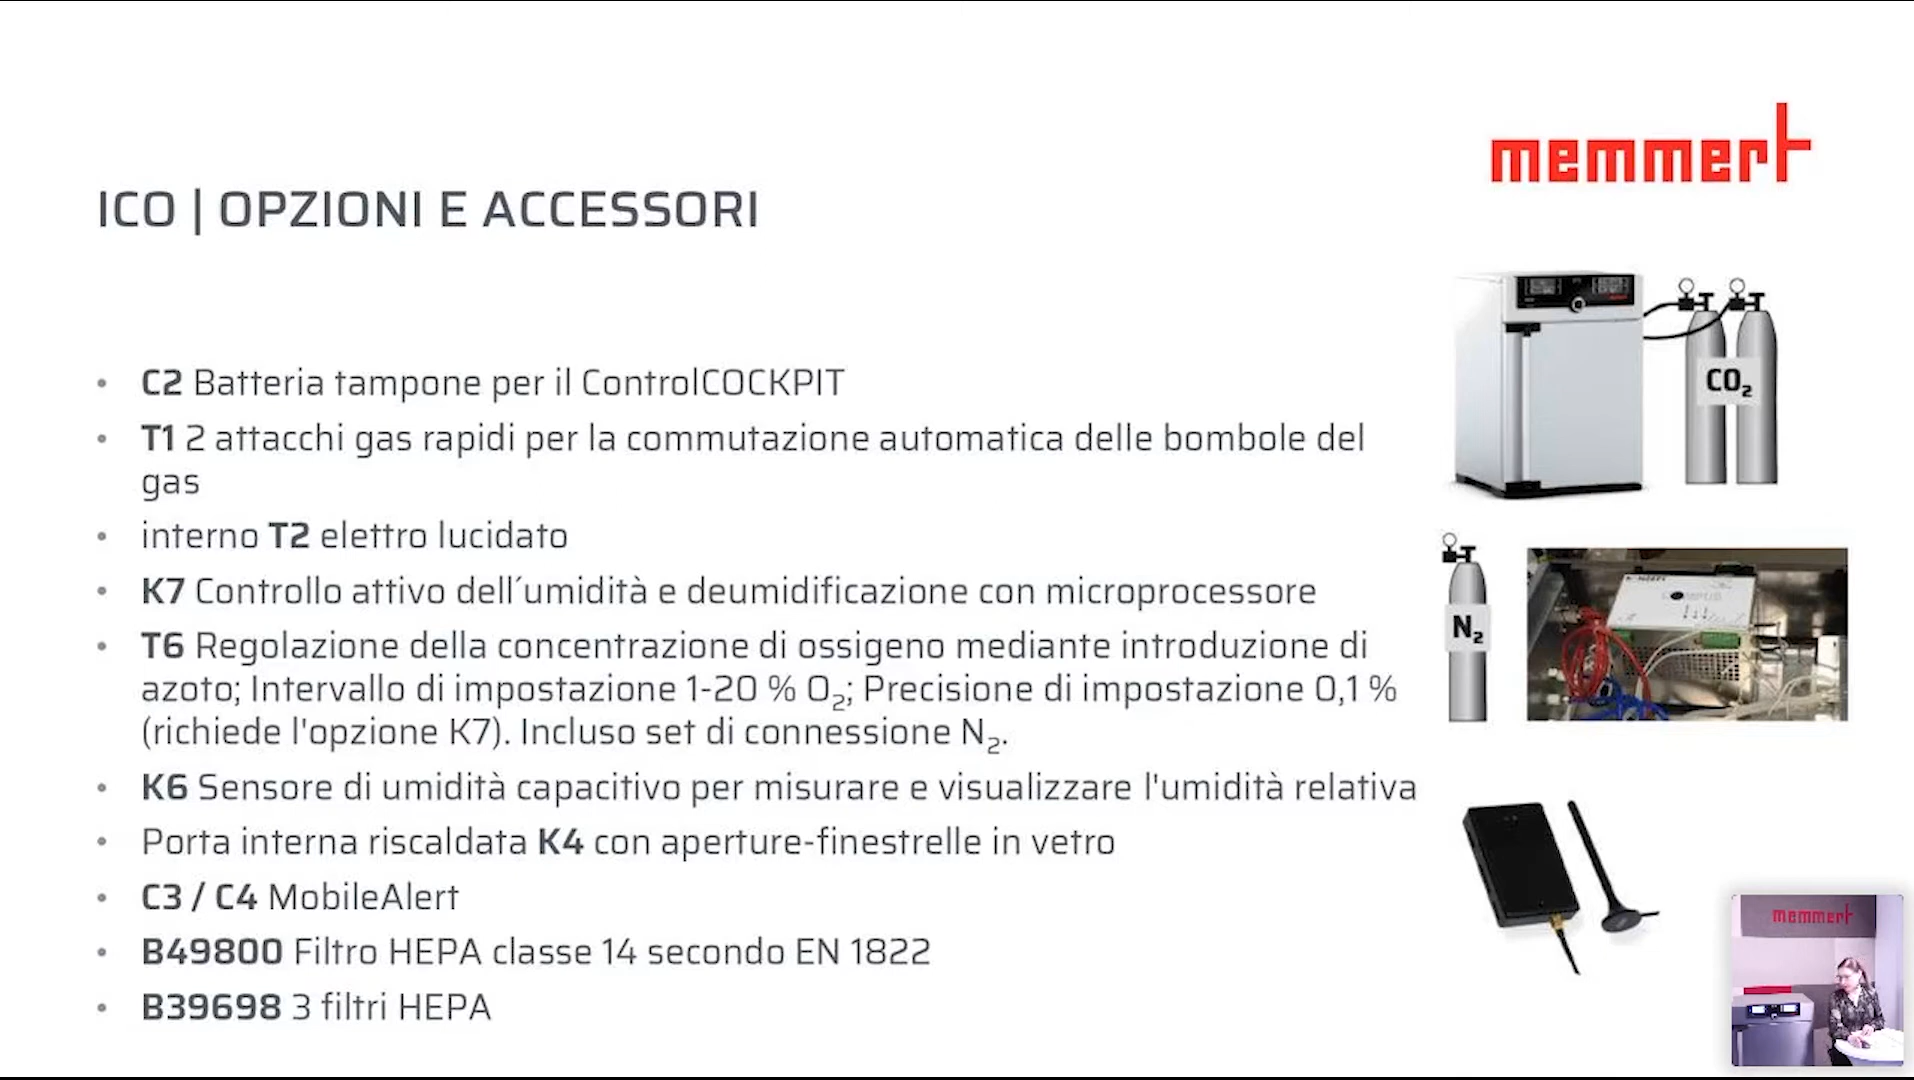 memmert
ICO | OPZIONI E ACCESSORI
• C2 Batteria tampone per il ControlCOCKPIT
• T1 2 attacchi gas rapidi per la commutazione automatica delle bombole del
gas
• interno T2 elettro lucidato
• K7 Controllo attivo dell´umidità e deumidificazione con microprocessore
• T6 Regolazione della concentrazione di ossigeno mediante introduzione di
azoto; Intervallo di impostazione 1-20 % O₂; Precisione di impostazione 0,1 %
(richiede l'opzione K7). Incluso set di connessione N₂.
• K6 Sensore di umidità capacitivo per misurare e visualizzare l'umidità relativa
• Porta interna riscaldata K4 con aperture-finestrelle in vetro
• C3 / C4 MobileAlert
• B49800 Filtro HEPA classe 14 secondo EN 1822
• B39698 3 filtri HEPA
CO₂
N₂
memmert